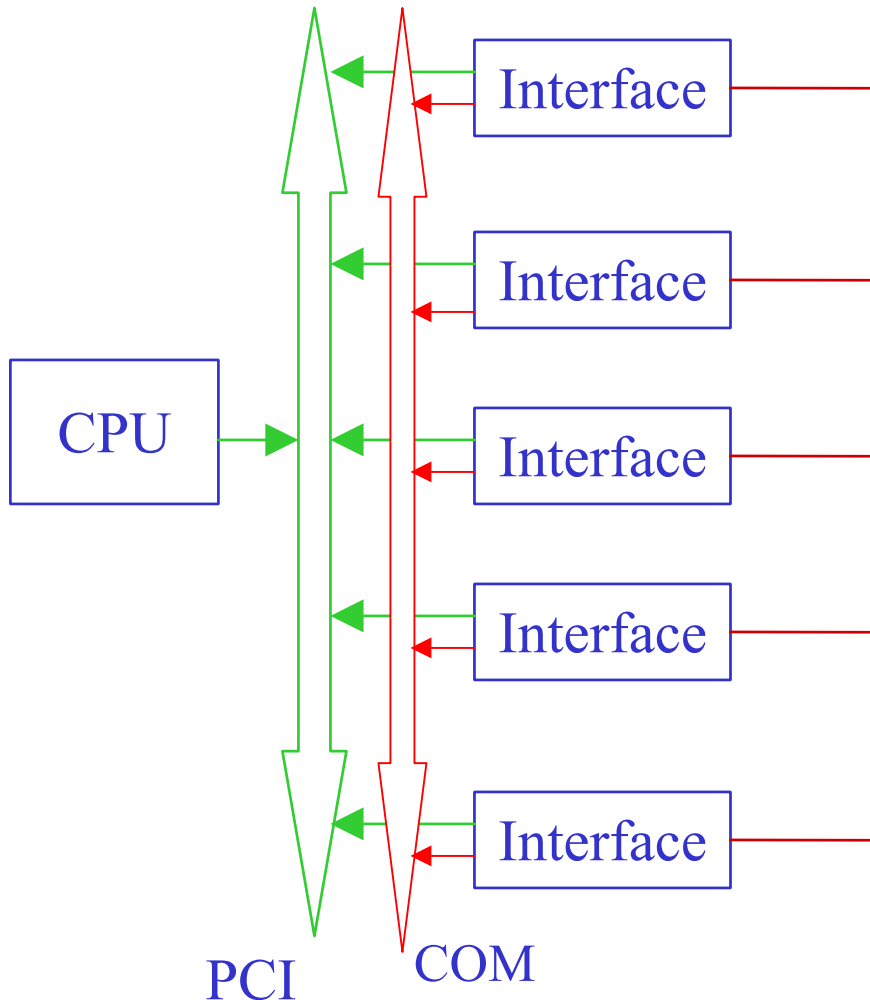 Interface
Interface
CPU
Interface
Interface
Interface
PCI
COM